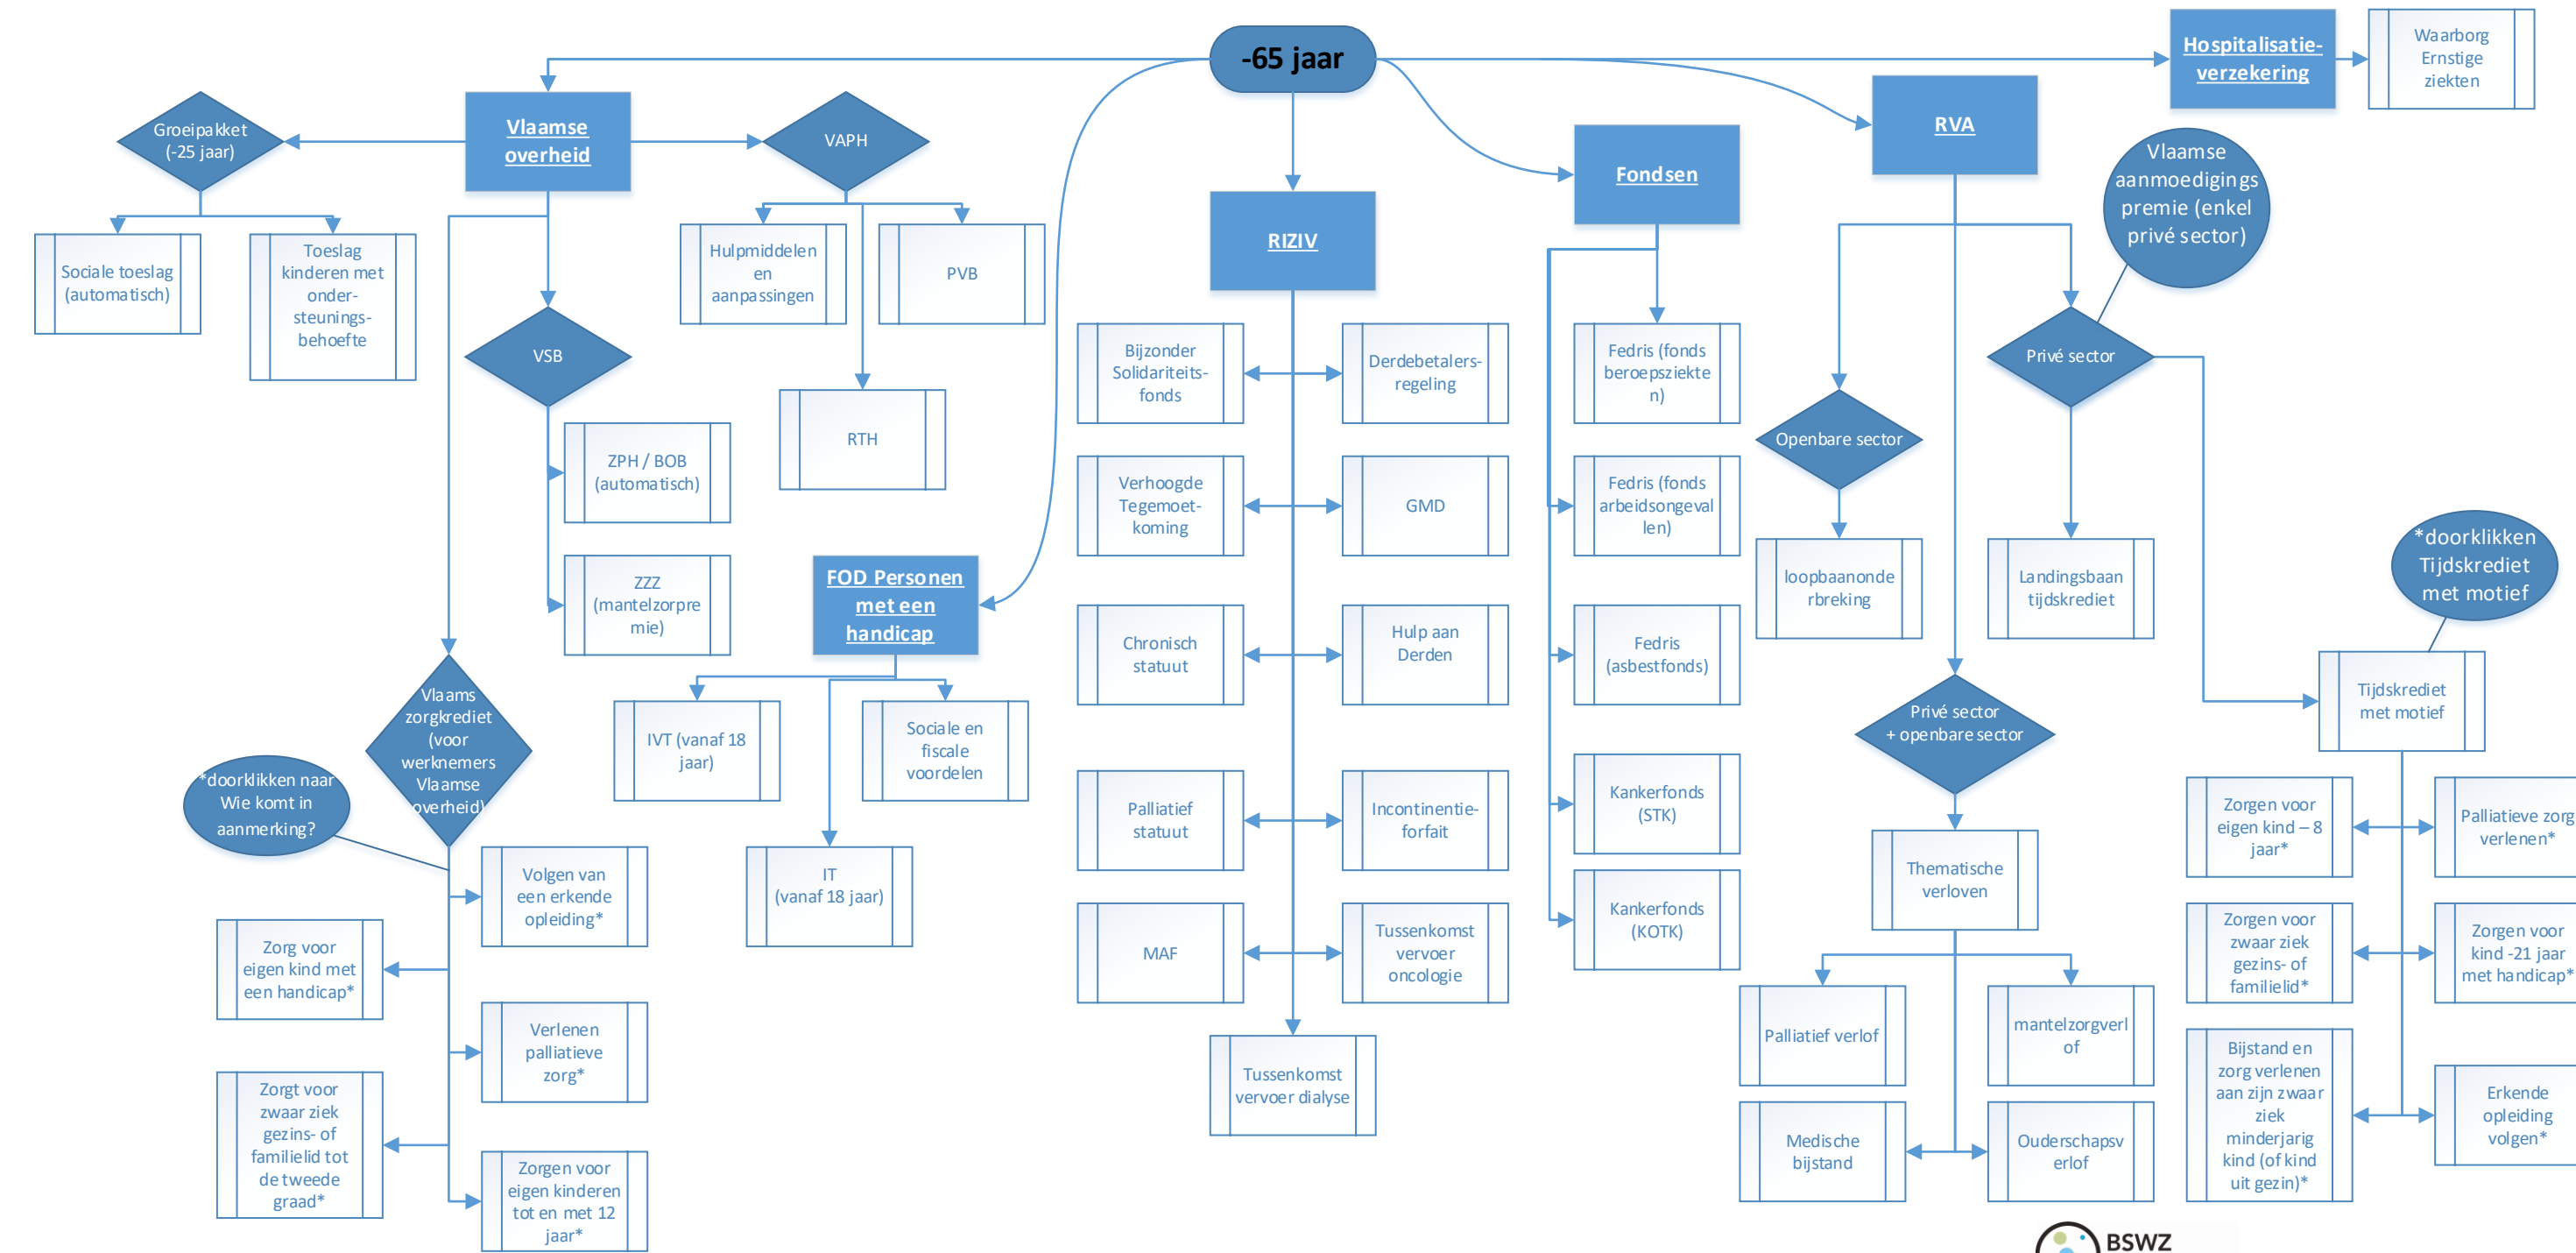 -65 jaar
Hospitalisatie-
verzekering
Waarborg
Ernstige
ziekten
Vlaamse
overheid
Groeipakket
(-25 jaar)
VAPH
Sociale toeslag
(automatisch)
Toeslag
kinderen met
onder-
steunings-
behoefte
Hulpmiddelen
en
aanpassingen
PVB
RTH
VSB
ZPH / BOB
(automatisch)
ZZZ
(mantelzorpre
mie)
Vlaams
zorgkrediet
(voor
werknemers
Vlaamse
overheid)
*doorklikken naar
Wie komt in
aanmerking?
Volgen van
een erkende
opleiding*
Zorg voor
eigen kind met
een handicap*
Verlenen
palliatieve
zorg*
Zorgt voor
zwaar ziek
gezins- of
familielid tot
de tweede
graad*
Zorgen voor
eigen kinderen
tot en met 12
jaar*
FOD Personen
met een
handicap
IVT (vanaf 18
jaar)
Sociale en
fiscale
voordelen
IT
(vanaf 18 jaar)
RIZIV
Bijzonder
Solidariteits-
fonds
Derdebetalers-
regeling
Verhoogde
Tegemoet-
koming
GMD
Chronisch
statuut
Hulp aan
Derden
Palliatief
statuut
Incontinentie-
forfait
MAF
Tussenkomst
vervoer
oncologie
Tussenkomst
vervoer dialyse
Fondsen
Fedris (fonds
beroepsziekte
n)
Fedris (fonds
arbeidsongeval
len)
Fedris
(asbestfonds)
Kankerfonds
(STK)
Kankerfonds
(KOTK)
RVA
Vlaamse
aanmoedigings
premie (enkel
privé sector)
Privé sector
Openbare sector
loopbaanonde
rbreking
Landingsbaan
tijdskrediet
*doorklikken
Tijdskrediet
met motief
Tijdskrediet
met motief
Privé sector
+ openbare sector
Thematische
verloven
Palliatief verlof
mantelzorgverl
of
Medische
bijstand
Ouderschapsv
erlof
Zorgen voor
eigen kind – 8
jaar*
Palliatieve zorg
verlenen*
Zorgen voor
zwaar ziek
gezins- of
familielid*
Zorgen voor
kind -21 jaar
met handicap*
Bijstand en
zorg verlenen
aan zijn zwaar
ziek
minderjarig
kind (of kind
uit gezin)*
Erkende
opleiding
volgen*
BSWZ